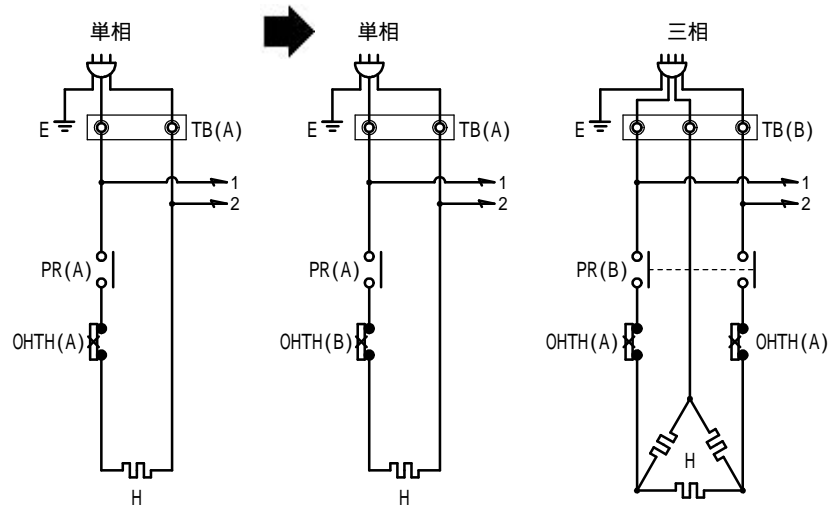 単相
E
TB(A)
1
2
PR(A)
OHTH(A)
H
単相
E
TB(A)
1
2
PR(A)
OHTH(B)
H
三相
E
TB(B)
1
2
PR(B)
OHTH(A)
OHTH(A)
H